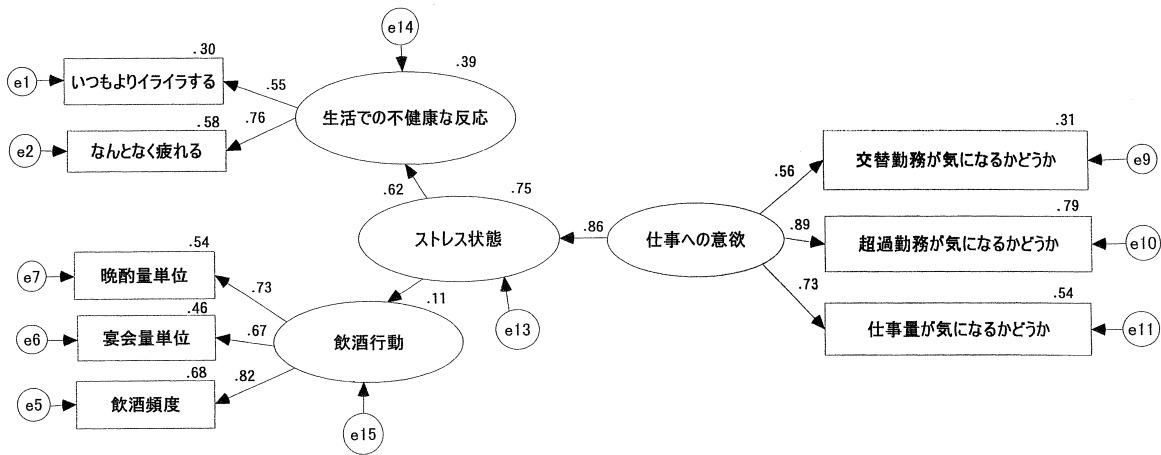 e14
.30
.39
e1
いつもよりイライラする
.55
生活での不健康な反応
.58
.76
e2
なんとなく疲れる
.31
交替勤務が気になるかどうか
e9
.56
.62
.75
ストレス状態
.86
仕事への意欲
.89
.79
超過勤務が気になるかどうか
e10
.54
e7
晩酌量単位
.73
.73
.54
仕事量が気になるかどうか
e11
.11
e13
.46
e6
宴会量単位
.67
飲酒行動
.68
.82
e5
飲酒頻度
e15